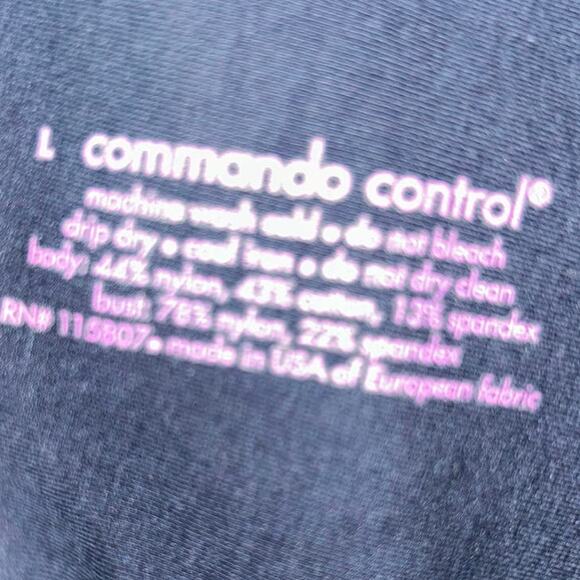 L commando control®
machine wash cold • do not bleach
drip dry • cool iron • do not dry clean
body: 44% nylon, 43% cotton, 13% spandex
bust: 78% nylon, 22% spandex
RN# 115807 • made in USA of European fabric